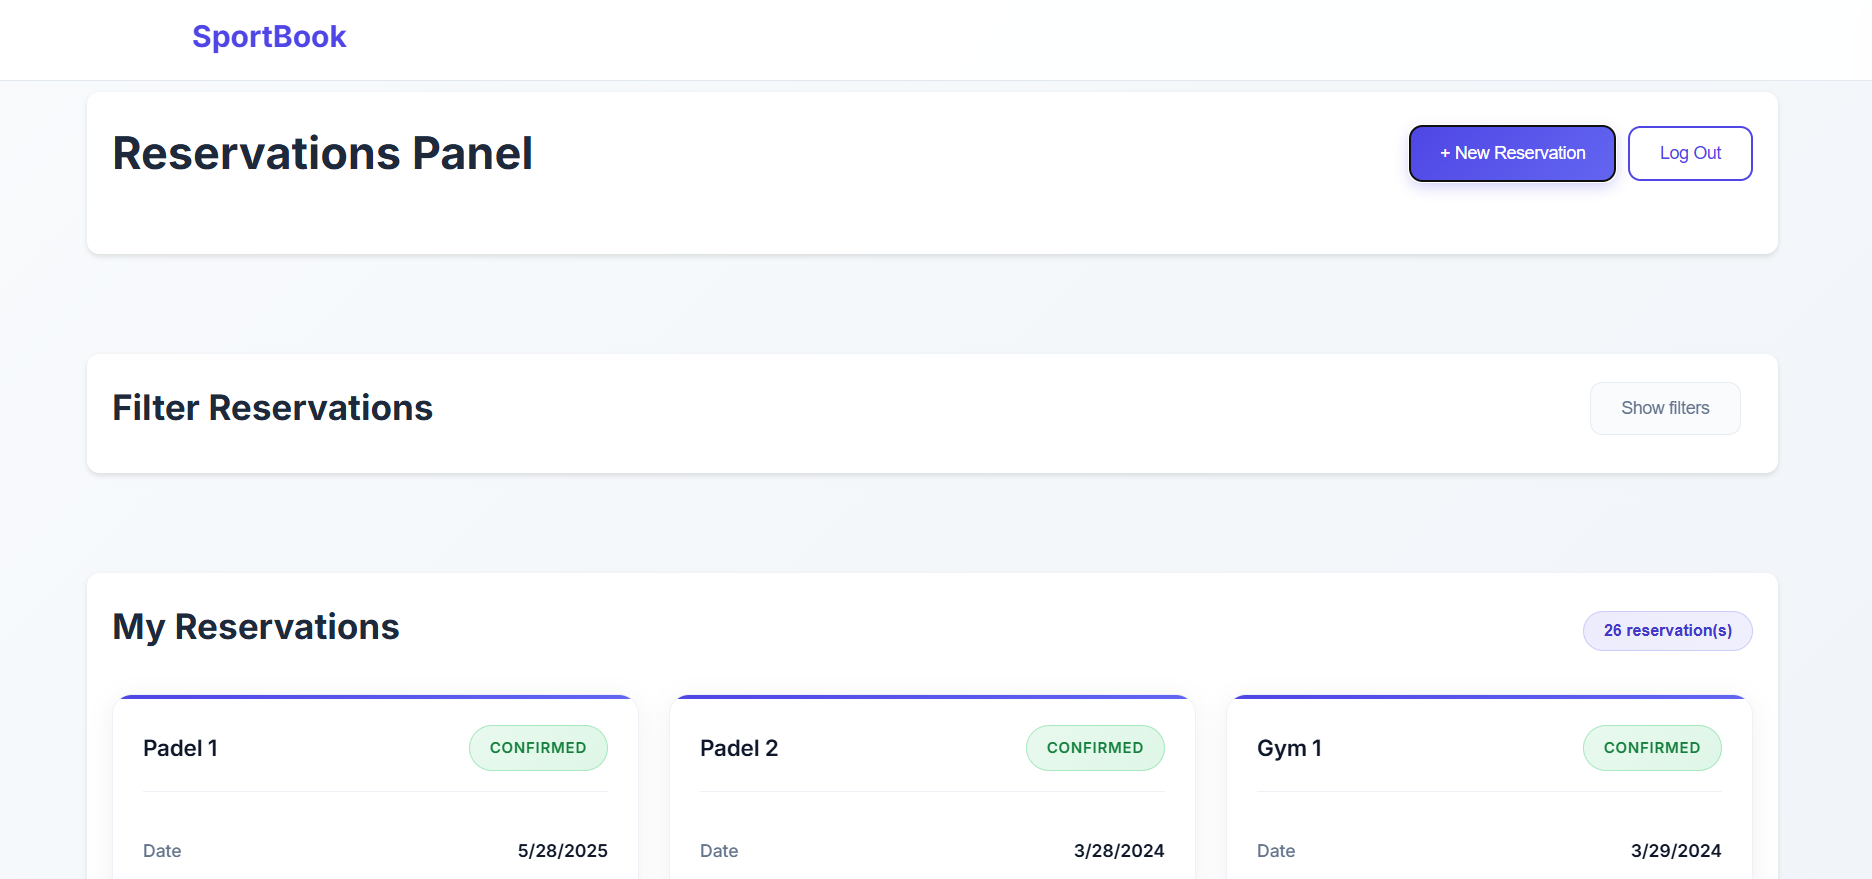 SportBook
Reservations Panel
+ New Reservation
Log Out
Filter Reservations
Show filters
My Reservations
26 reservation(s)
Padel 1
CONFIRMED
Date
5/28/2025
Padel 2
CONFIRMED
Date
3/28/2024
Gym 1
CONFIRMED
Date
3/29/2024